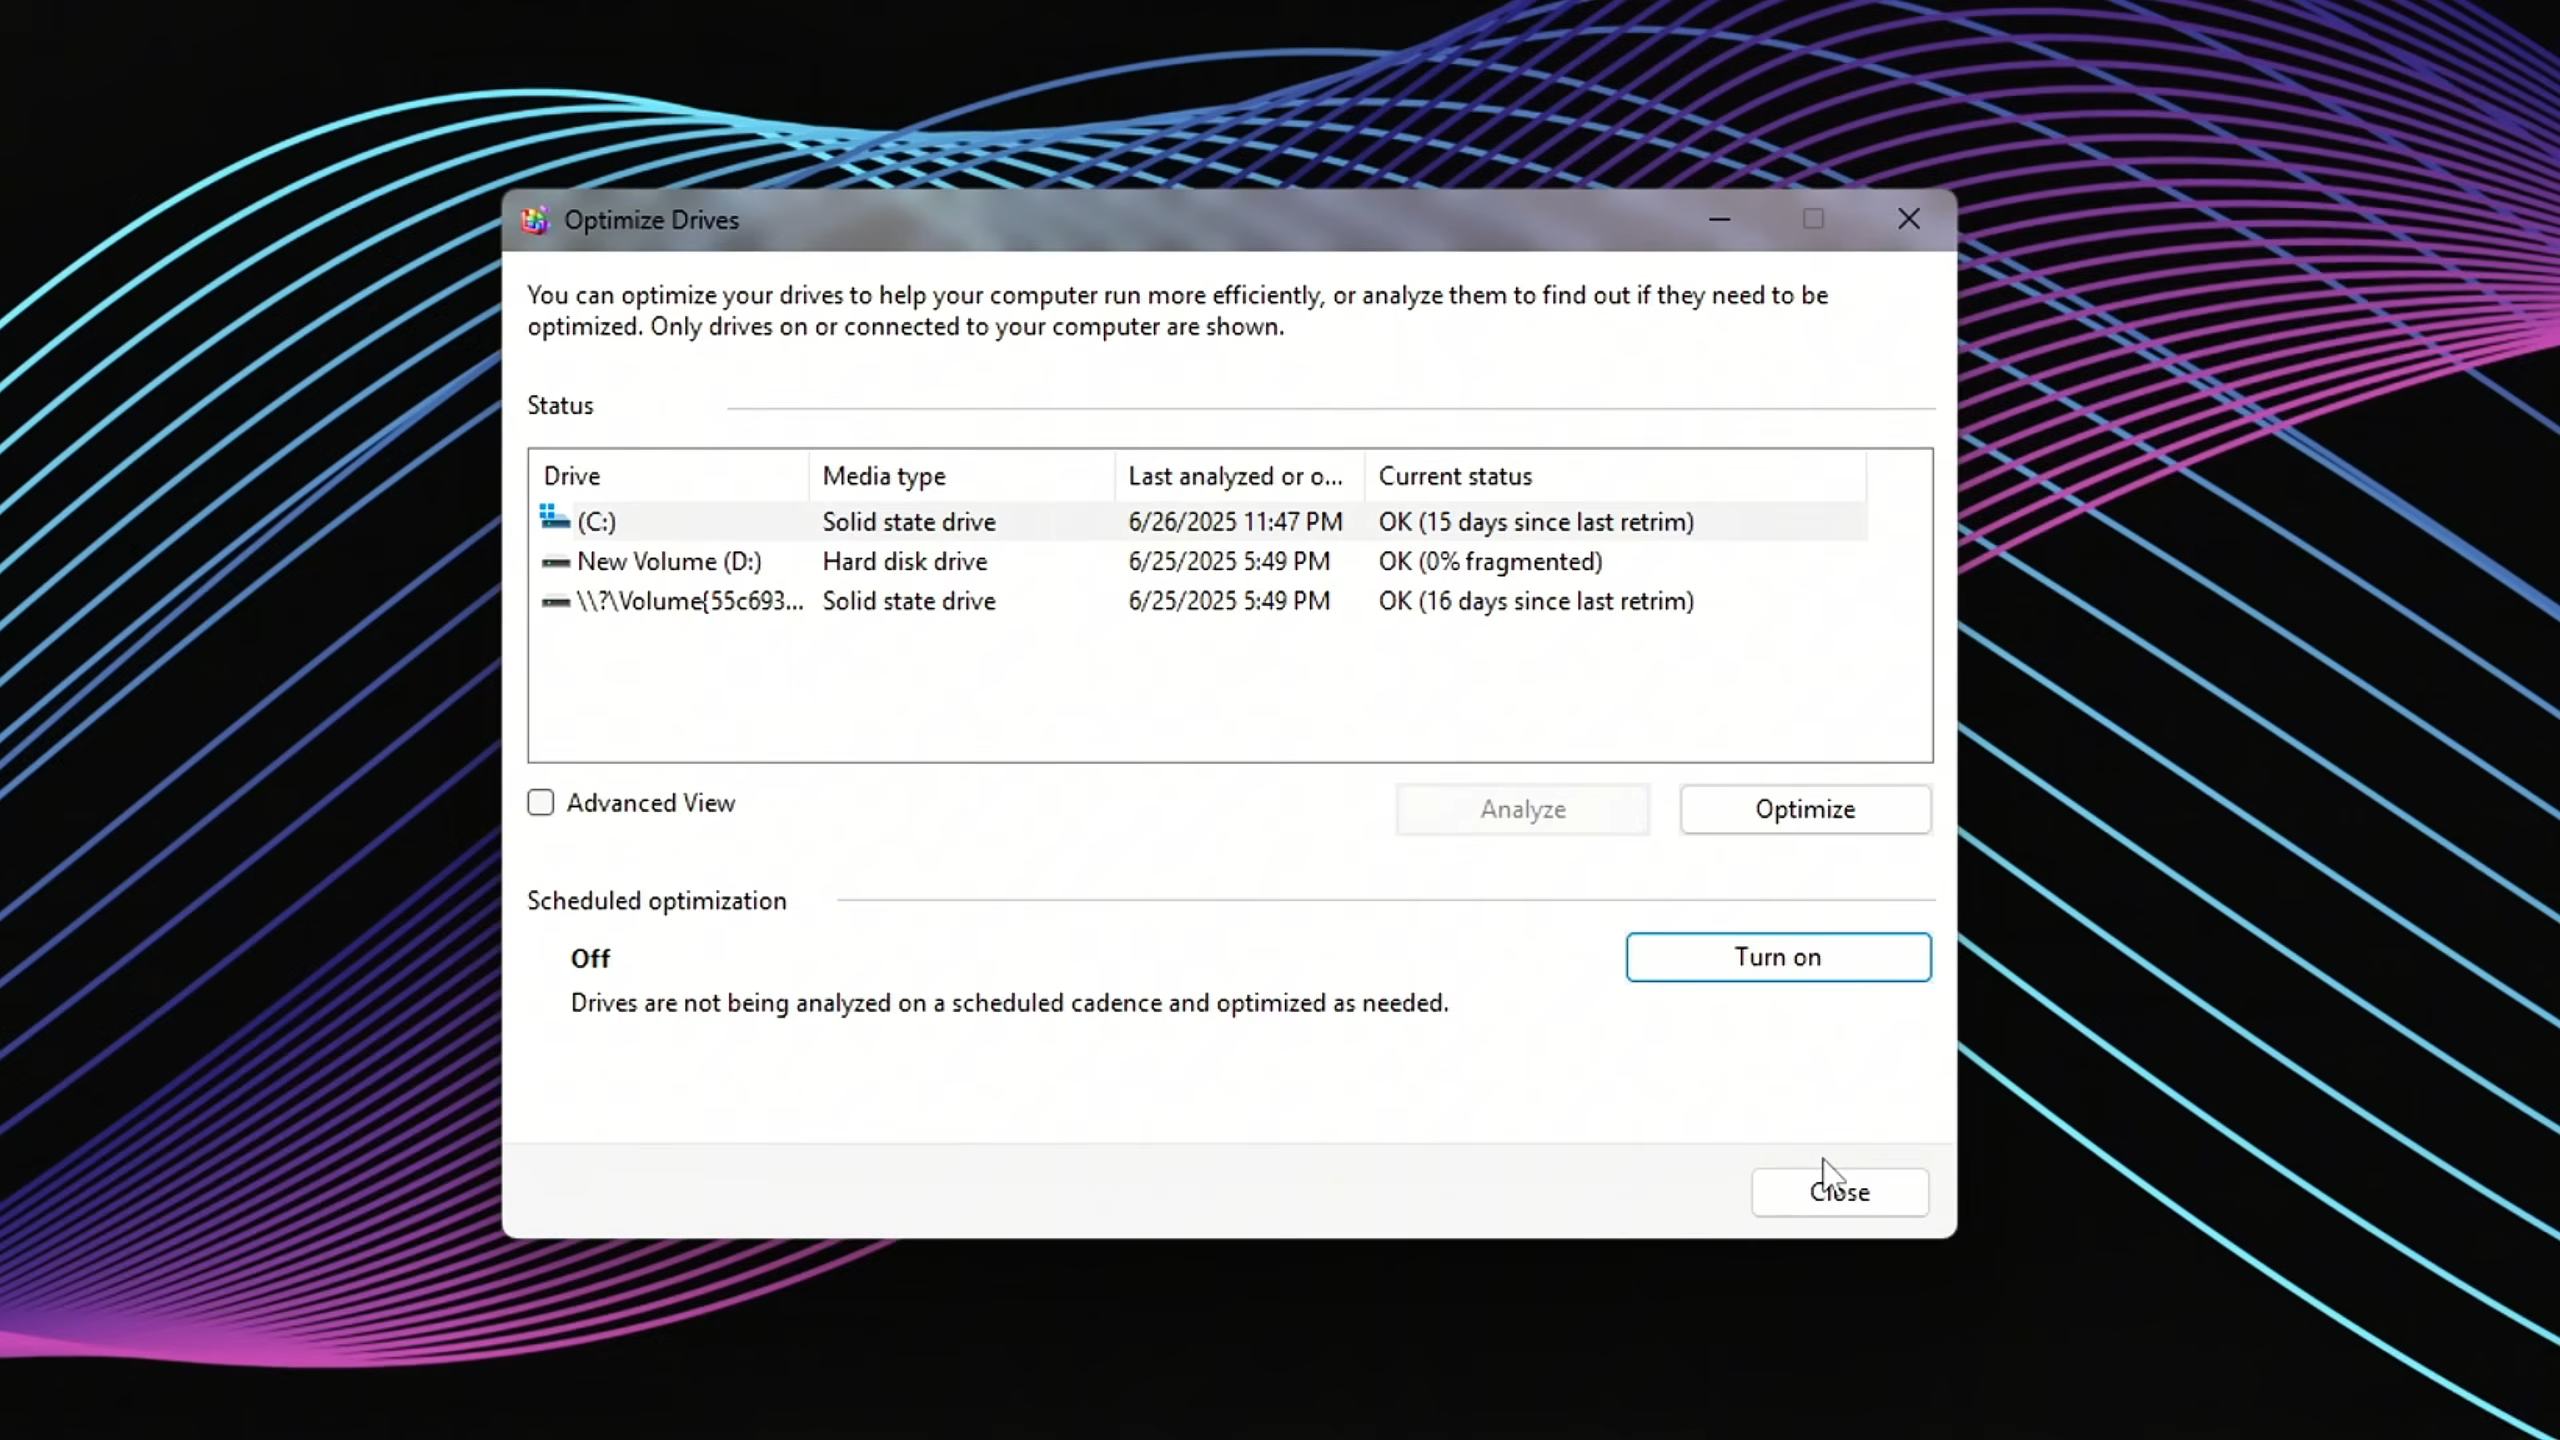 Optimize Drives
You can optimize your drives to help your computer run more efficiently, or analyze them to find out if they need to be
optimized. Only drives on or connected to your computer are shown.
Status
Drive Media type Last analyzed or o... Current status
(C:) Solid state drive 6/26/2025 11:47 PM OK (15 days since last retrim)
New Volume (D:) Hard disk drive 6/25/2025 5:49 PM OK (0% fragmented)
\\?\Volume{55c693... Solid state drive 6/25/2025 5:49 PM OK (16 days since last retrim)
Advanced View Analyze Optimize
Scheduled optimization
Off Turn on
Drives are not being analyzed on a scheduled cadence and optimized as needed.
Close